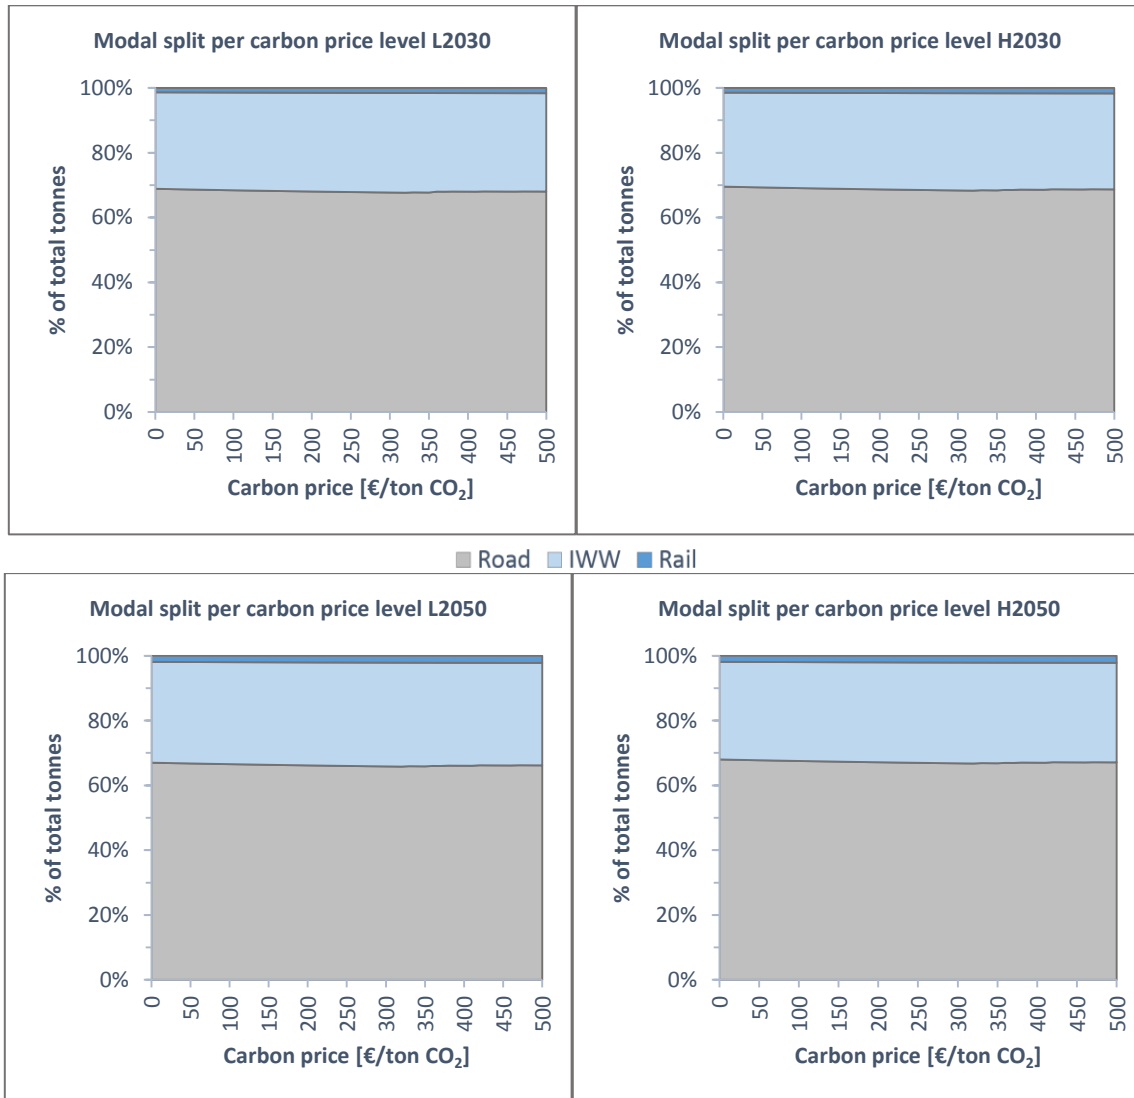 Modal split per carbon price level L2030
100%
80%
60%
40%
20%
0%
% of total tonnes
0 50 100 150 200 250 300 350 400 450 500
Carbon price [€/ton CO₂]
Modal split per carbon price level H2030
100%
80%
60%
40%
20%
0%
% of total tonnes
0 50 100 150 200 250 300 350 400 450 500
Carbon price [€/ton CO₂]
Road IWW Rail
Modal split per carbon price level L2050
100%
80%
60%
40%
20%
0%
% of total tonnes
0 50 100 150 200 250 300 350 400 450 500
Carbon price [€/ton CO₂]
Modal split per carbon price level H2050
100%
80%
60%
40%
20%
0%
% of total tonnes
0 50 100 150 200 250 300 350 400 450 500
Carbon price [€/ton CO₂]